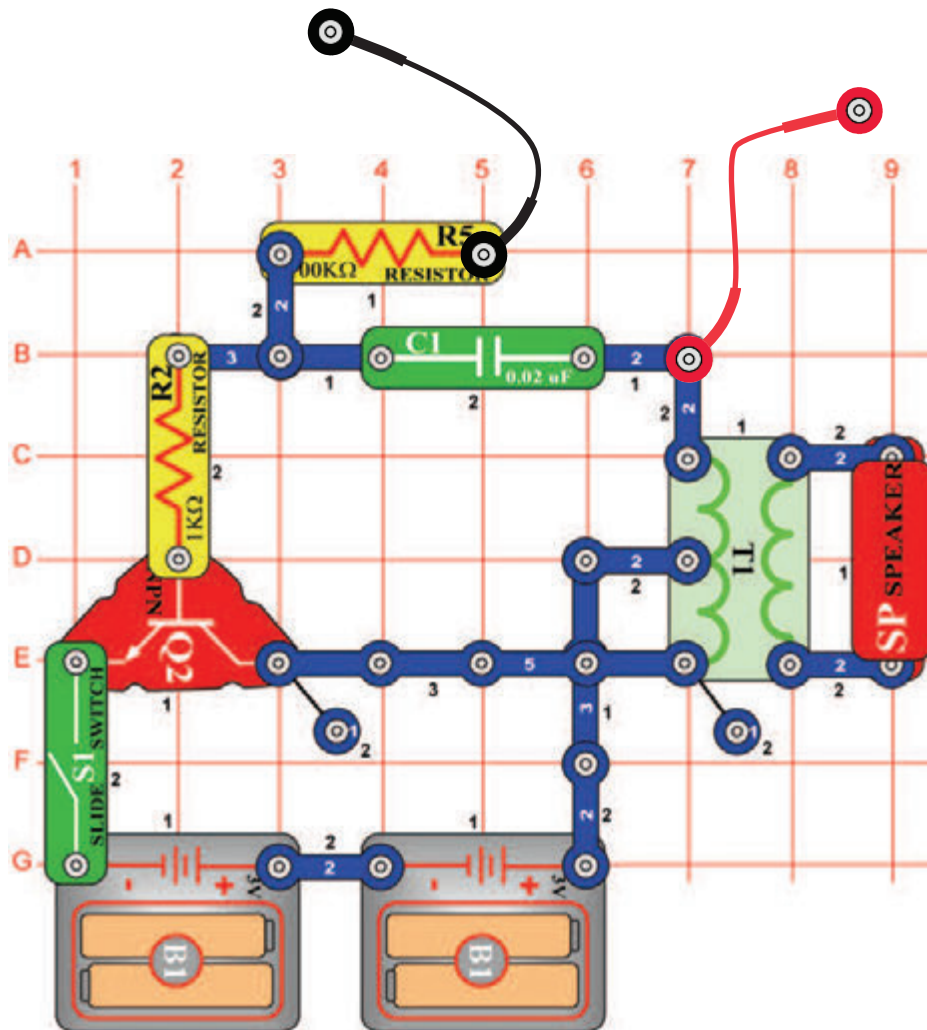 1 2 3 4 5 6 7 8 9
A
R5
00KΩ RESISTOR
1
2 2
B
3
1
C1
0.02 uF
2
2
1
2 2
R2
RESISTOR
1KΩ
2
C
1
2
2
T1
SP SPEAKER
1
D
2
2
NPN
Q2
1
E
5
3
2
2
1
2
1
2
3
1
F
S1
SLIDE SWITCH
2
2 2
G
1
- + 3V
B1
2
2
1
- + 3V
B1